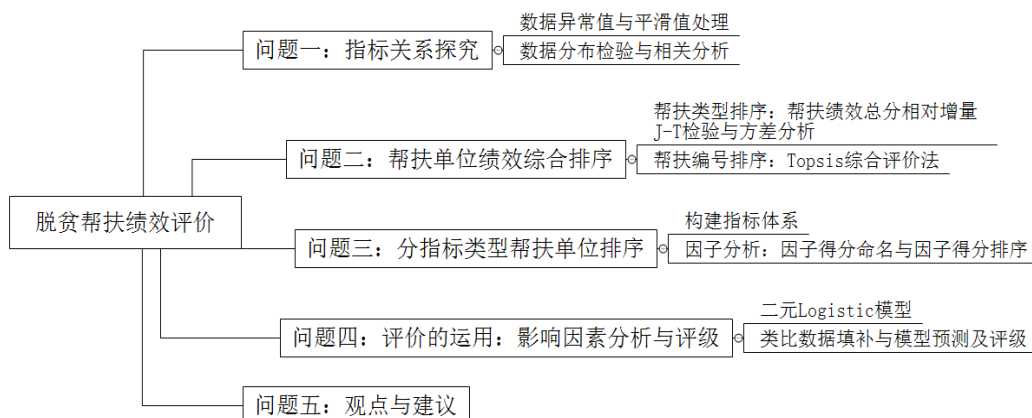 脱贫帮扶绩效评价
问题一：指标关系探究
数据异常值与平滑值处理
数据分布检验与相关分析
问题二：帮扶单位绩效综合排序
帮扶类型排序：帮扶绩效总分相对增量
J-T检验与方差分析
帮扶编号排序：Topsis综合评价法
问题三：分指标类型帮扶单位排序
构建指标体系
因子分析：因子得分命名与因子得分排序
问题四：评价的运用：影响因素分析与评级
二元Logistic模型
类比数据填补与模型预测及评级
问题五：观点与建议